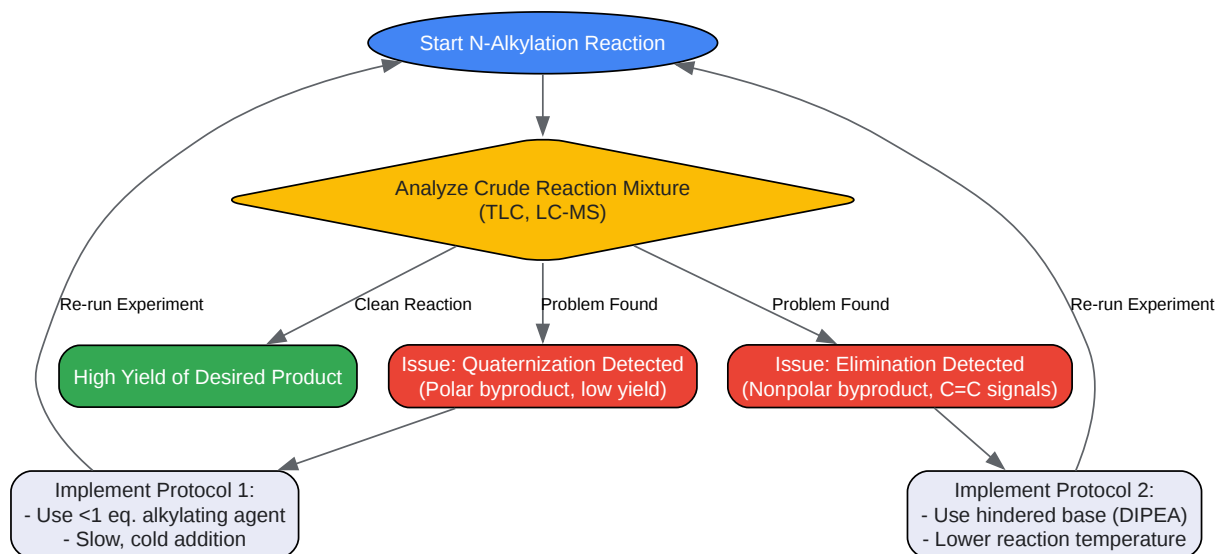 Start N-Alkylation Reaction
Analyze Crude Reaction Mixture
(TLC, LC-MS)
Re-run Experiment
Clean Reaction
Problem Found
Problem Found
Re-run Experiment
High Yield of Desired Product
Issue: Quaternization Detected
(Polar byproduct, low yield)
Issue: Elimination Detected
(Nonpolar byproduct, C=C signals)
Implement Protocol 1:
- Use <1 eq. alkylating agent
- Slow, cold addition
Implement Protocol 2:
- Use hindered base (DIPEA)
- Lower reaction temperature